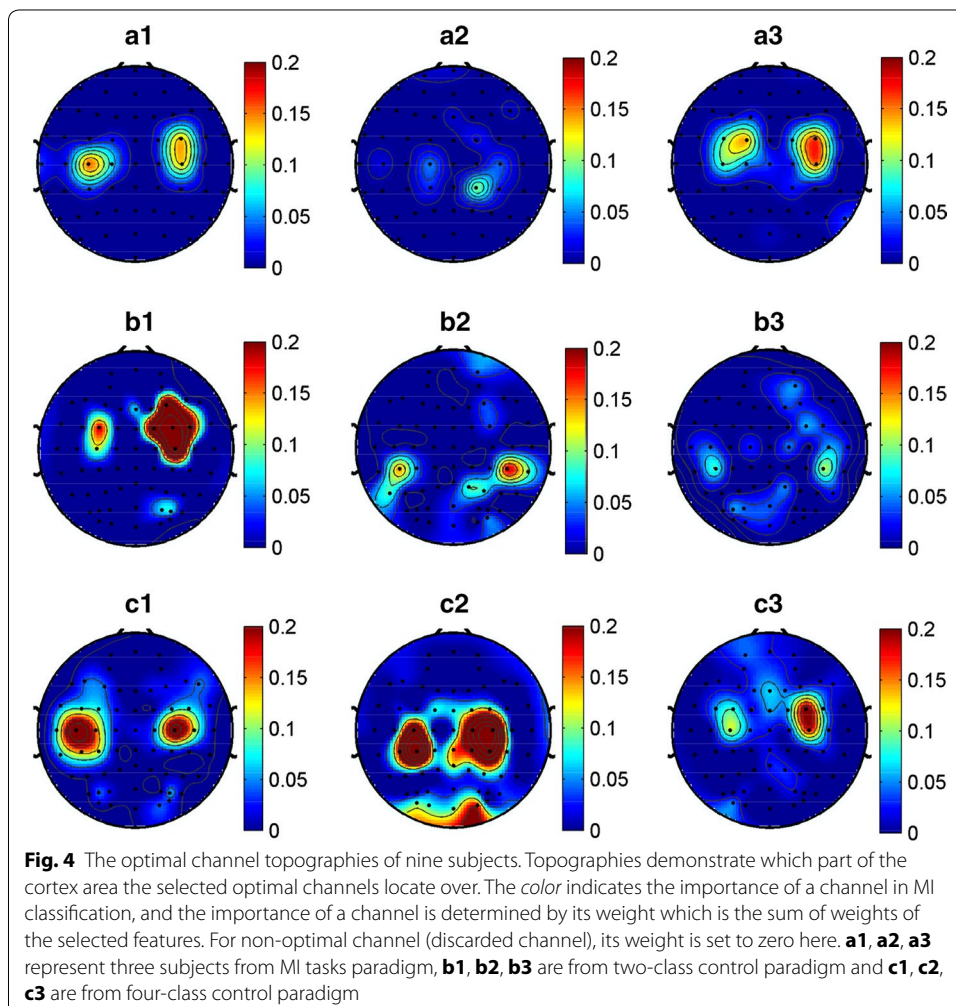 a1 a2 a3
0.2 0.2 0.2
0.15 0.15 0.15
0.1 0.1 0.1
0.05 0.05 0.05
0 0 0
b1 b2 b3
0.2 0.2 0.2
0.15 0.15 0.15
0.1 0.1 0.1
0.05 0.05 0.05
0 0 0
c1 c2 c3
0.2 0.2 0.2
0.15 0.15 0.15
0.1 0.1 0.1
0.05 0.05 0.05
0 0 0
Fig. 4 The optimal channel topographies of nine subjects. Topographies demonstrate which part of the
cortex area the selected optimal channels locate over. The color indicates the importance of a channel in MI
classification, and the importance of a channel is determined by its weight which is the sum of weights of
the selected features. For non-optimal channel (discarded channel), its weight is set to zero here. a1, a2, a3
represent three subjects from MI tasks paradigm, b1, b2, b3 are from two-class control paradigm and c1, c2,
c3 are from four-class control paradigm